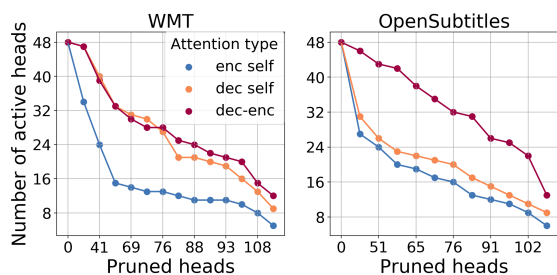 WMT
OpenSubtitles
Number of active heads
48
40
32
24
16
8
Attention type
enc self
dec self
dec-enc
0
41
69
76
88
93
108
Pruned heads
48
40
32
24
16
8
0
51
65
76
91
102
Pruned heads